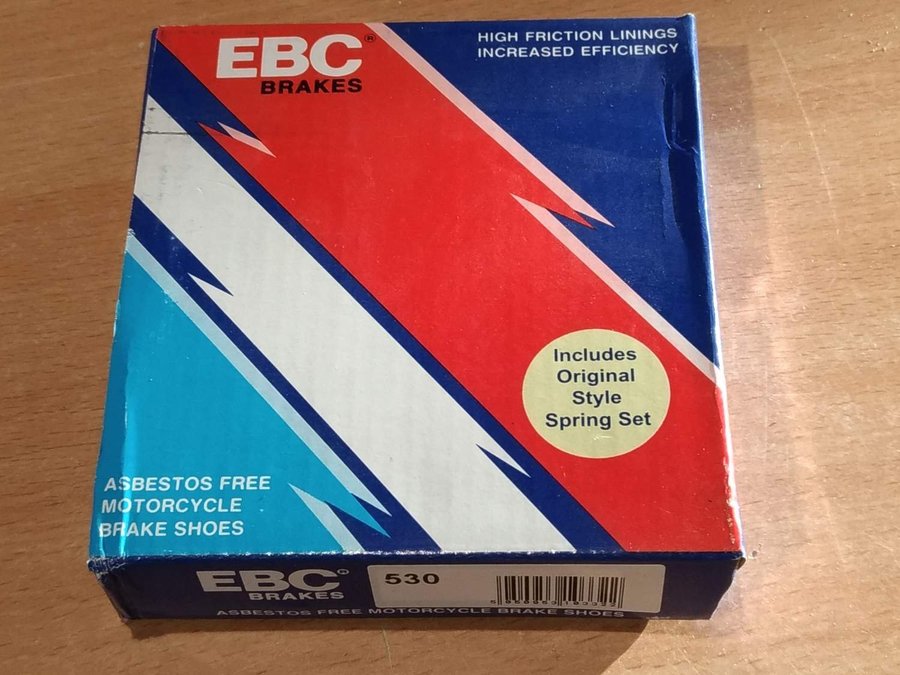 EBC®
BRAKES
HIGH FRICTION LININGS
INCREASED EFFICIENCY
Includes
Original
Style
Spring Set
ASBESTOS FREE
MOTORCYCLE
BRAKE SHOES
EBC®
BRAKES
530
ASBESTOS FREE MOTORCYCLE BRAKE SHOES